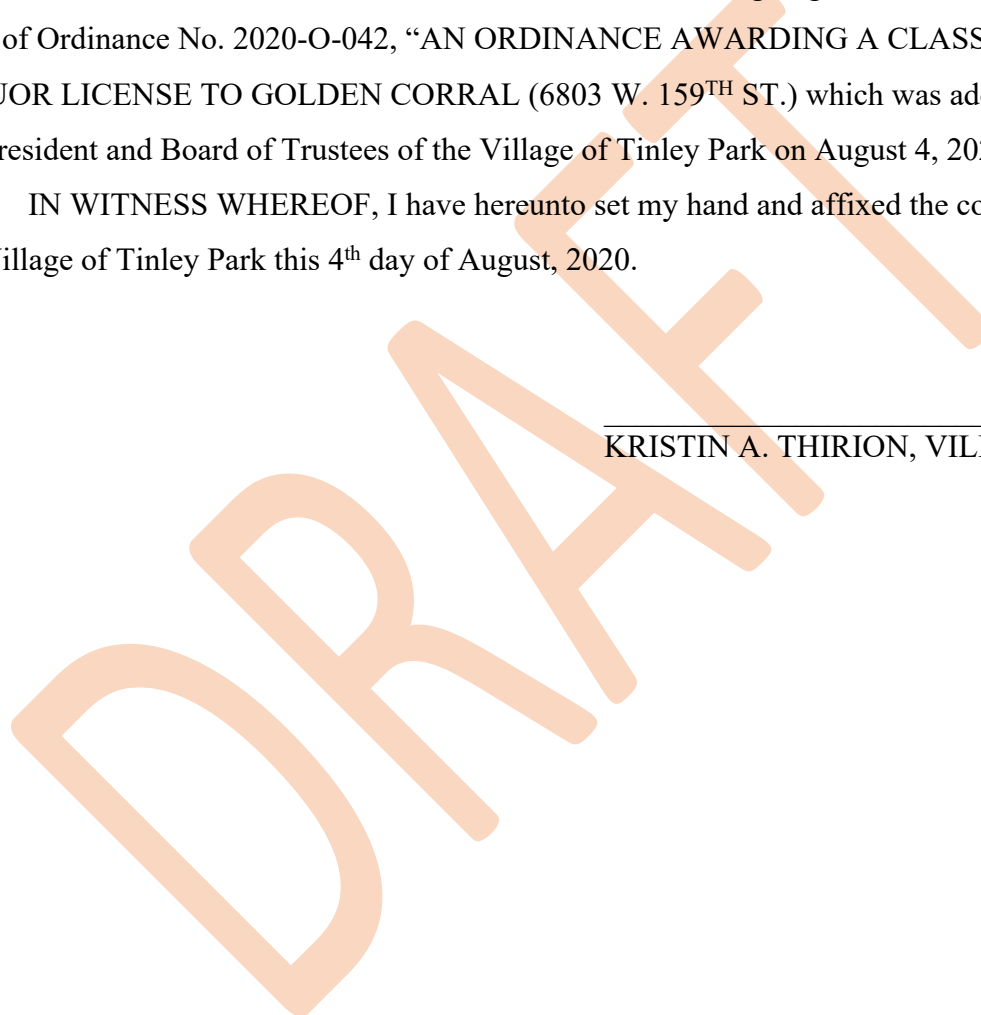 of Ordinance No. 2020-O-042, “AN ORDINANCE AWARDING A CLASS
UOR LICENSE TO GOLDEN CORRAL (6803 W. 159TH ST.) which was ad
resident and Board of Trustees of the Village of Tinley Park on August 4, 202
IN WITNESS WHEREOF, I have hereunto set my hand and affixed the co
Village of Tinley Park this 4th day of August, 2020.
KRISTIN A. THIRION, VILL
DRAFT